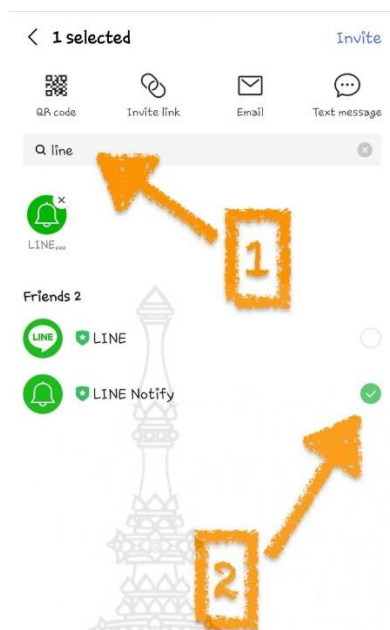 < 1 selected Invite
QR code Invite link Email Text message
line
LINE...
1
Friends 2
LINE LINE
LINE Notify
2